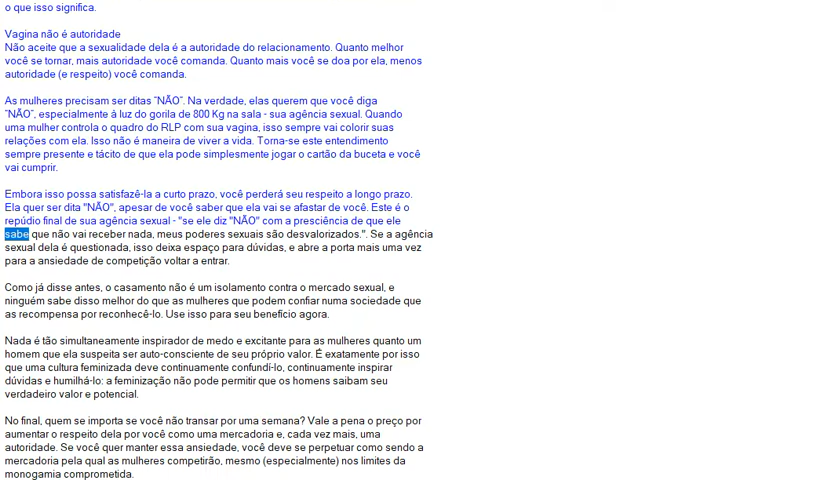 o que isso significa.
Vagina não é autoridade
Não aceite que a sexualidade dela é a autoridade do relacionamento. Quanto melhor
você se tornar, mais autoridade você comanda. Quanto mais você se doa por ela, menos
autoridade (e respeito) você comanda.
As mulheres precisam ser ditas “NÃO”. Na verdade, elas querem que você diga
“NÃO”, especialmente à luz do gorila de 800 Kg na sala - sua agência sexual. Quando
uma mulher controla o quadro do RLP com sua vagina, isso sempre vai colorir suas
relações com ela. Isso não é maneira de viver a vida. Torna-se este entendimento
sempre presente e tácito de que ela pode simplesmente jogar o cartão da buceta e você
vai cumprir.
Embora isso possa satisfazê-la a curto prazo, você perderá seu respeito a longo prazo.
Ela quer ser dita "NÃO", apesar de você saber que ela vai se afastar de você. Este é o
repúdio final de sua agência sexual - "se ele diz "NÃO" com a presciência de que ele
sabe que não vai receber nada, meus poderes sexuais são desvalorizados.". Se a agência
sexual dela é questionada, isso deixa espaço para dúvidas, e abre a porta mais uma vez
para a ansiedade de competição voltar a entrar.
Como já disse antes, o casamento não é um isolamento contra o mercado sexual, e
ninguém sabe disso melhor do que as mulheres que podem confiar numa sociedade que
as recompensa por reconhecê-lo. Use isso para seu benefício agora.
Nada é tão simultaneamente inspirador de medo e excitante para as mulheres quanto um
homem que ela suspeita ser auto-consciente de seu próprio valor. É exatamente por isso
que uma cultura feminizada deve continuamente confundí-lo, continuamente inspirar
dúvidas e humilhá-lo: a feminização não pode permitir que os homens saibam seu
verdadeiro valor e potencial.
No final, quem se importa se você não transar por uma semana? Vale a pena o preço por
aumentar o respeito dela por você como uma mercadoria e, cada vez mais, uma
autoridade. Se você quer manter essa ansiedade, você deve se perpetuar como sendo a
mercadoria pela qual as mulheres competirão, mesmo (especialmente) nos limites da
monogamia comprometida.